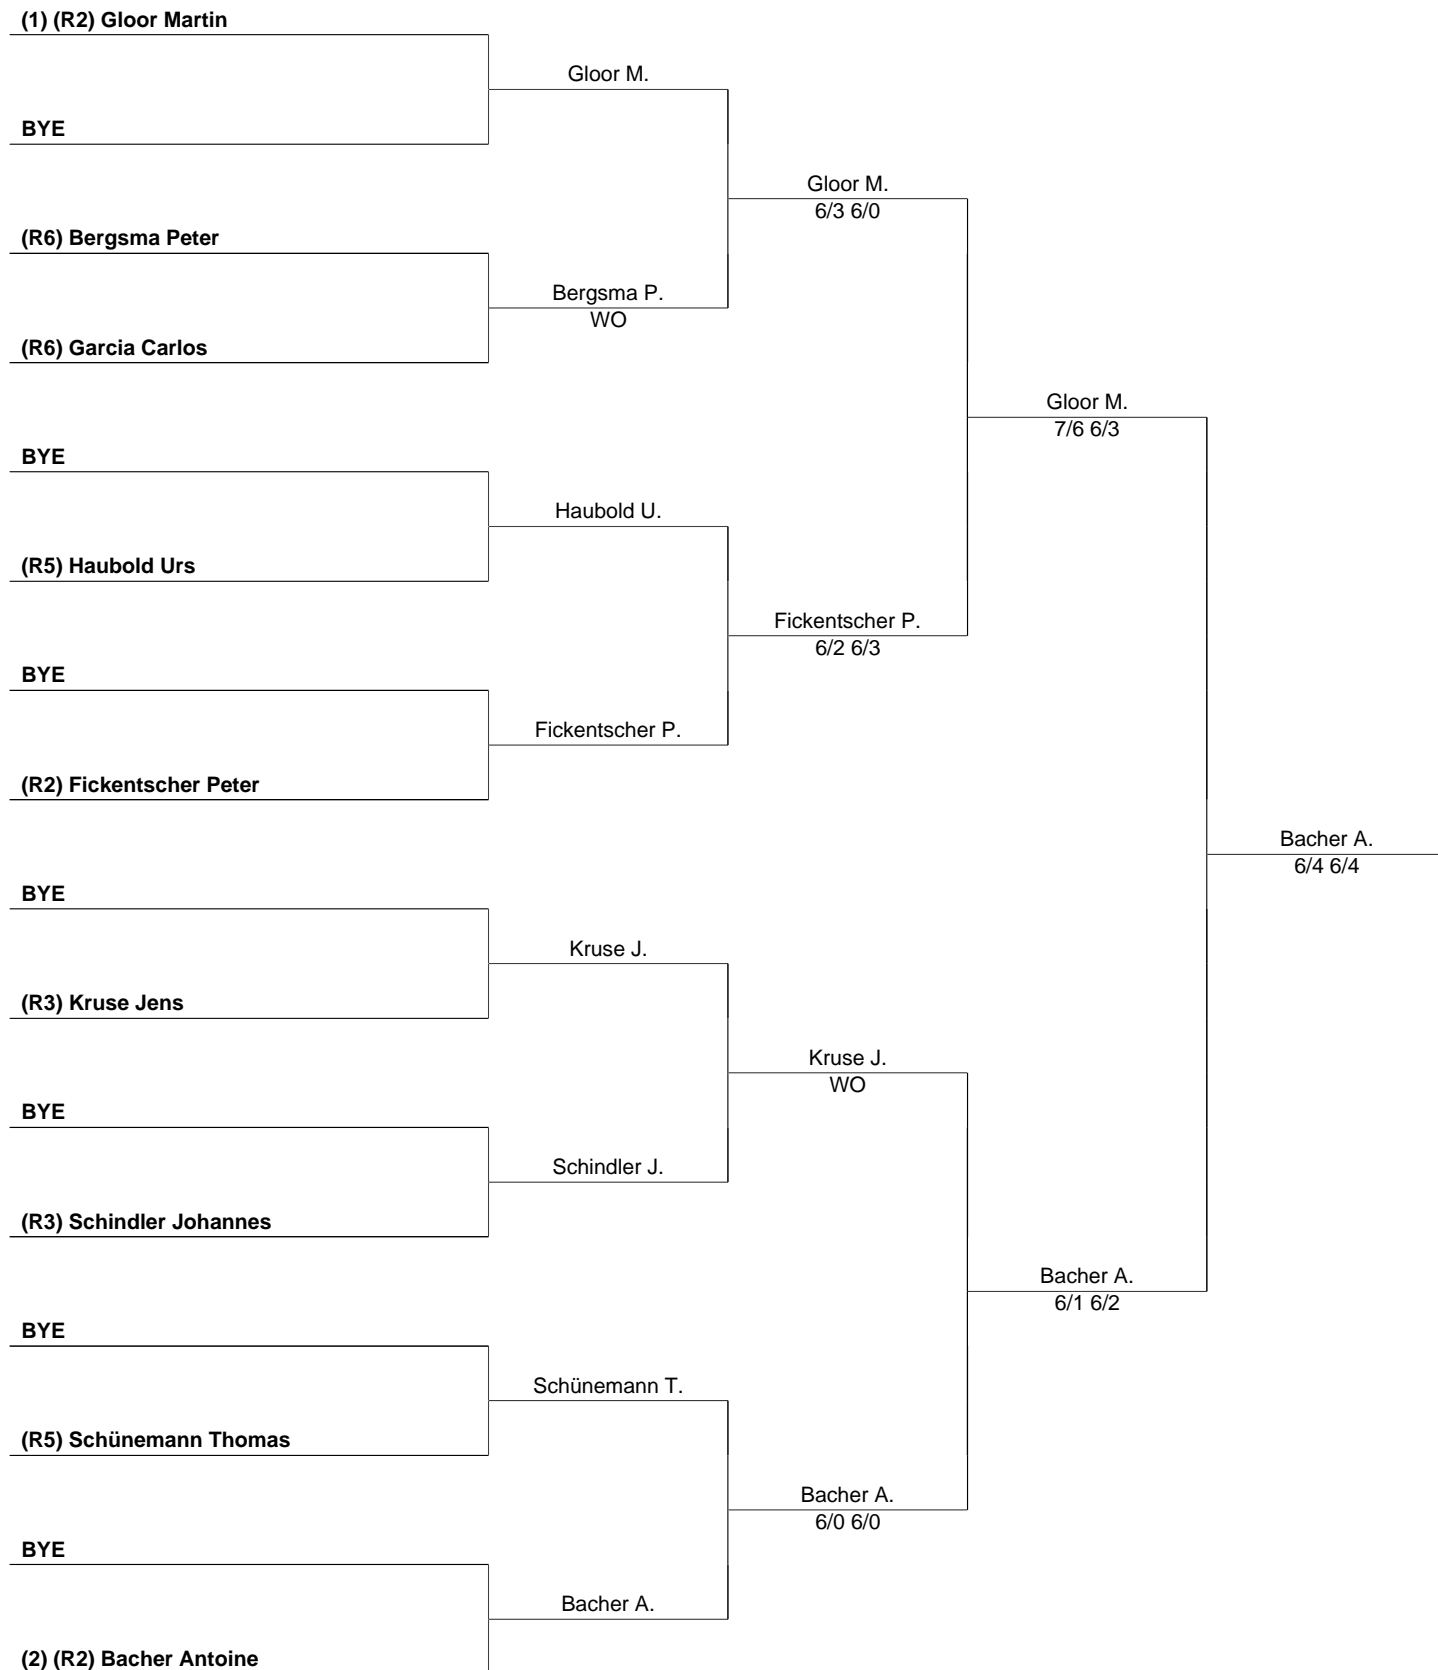 (1) (R2) Gloor Martin
Gloor M.
BYE
Gloor M.
6/3 6/0
(R6) Bergsma Peter
Bergsma P.
WO
(R6) Garcia Carlos
Gloor M.
7/6 6/3
BYE
Haubold U.
(R5) Haubold Urs
Fickentscher P.
6/2 6/3
BYE
Fickentscher P.
(R2) Fickentscher Peter
Bacher A.
6/4 6/4
BYE
Kruse J.
(R3) Kruse Jens
Kruse J.
WO
BYE
Schindler J.
(R3) Schindler Johannes
Bacher A.
6/1 6/2
BYE
Schünemann T.
(R5) Schünemann Thomas
Bacher A.
6/0 6/0
BYE
Bacher A.
(2) (R2) Bacher Antoine